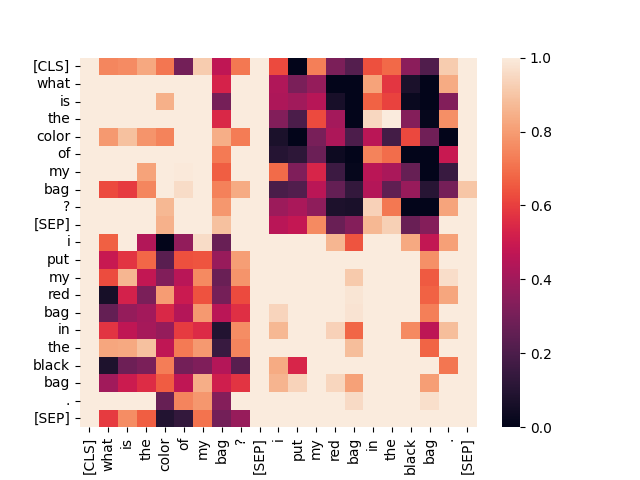 [CLS]
what
is
the
color
of
my
bag
?
[SEP]
i
put
my
red
bag
in
the
black
bag
.
[SEP]
[CLS]
what
is
the
color
of
my
bag
?
[SEP]
i
put
my
red
bag
in
the
black
bag
.
[SEP]
1.0
0.8
0.6
0.4
0.2
0.0